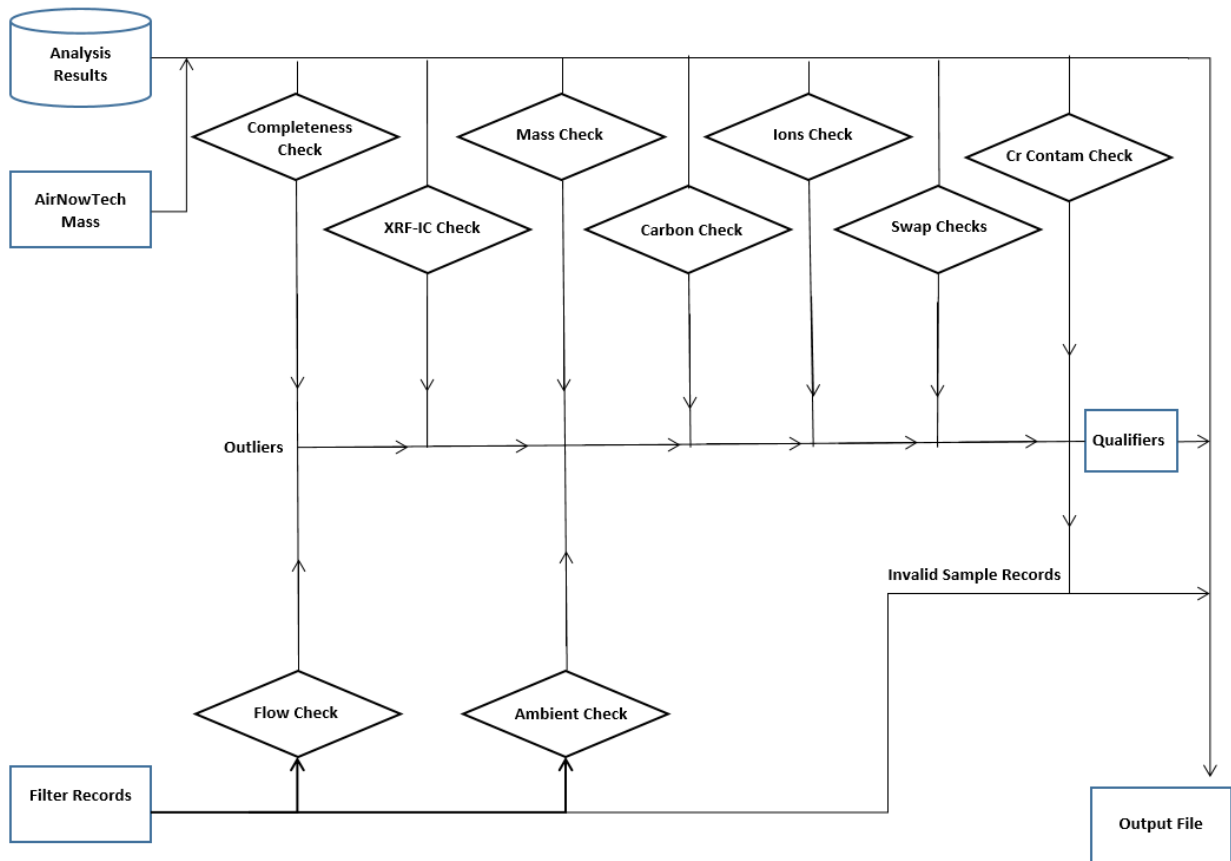 Analysis
Results
Completeness
Check
Mass Check
Ions Check
Cr Contam Check
AirNowTech
Mass
XRF-IC Check
Carbon Check
Swap Checks
Outliers
Qualifiers
Invalid Sample Records
Flow Check
Ambient Check
Filter Records
Output File